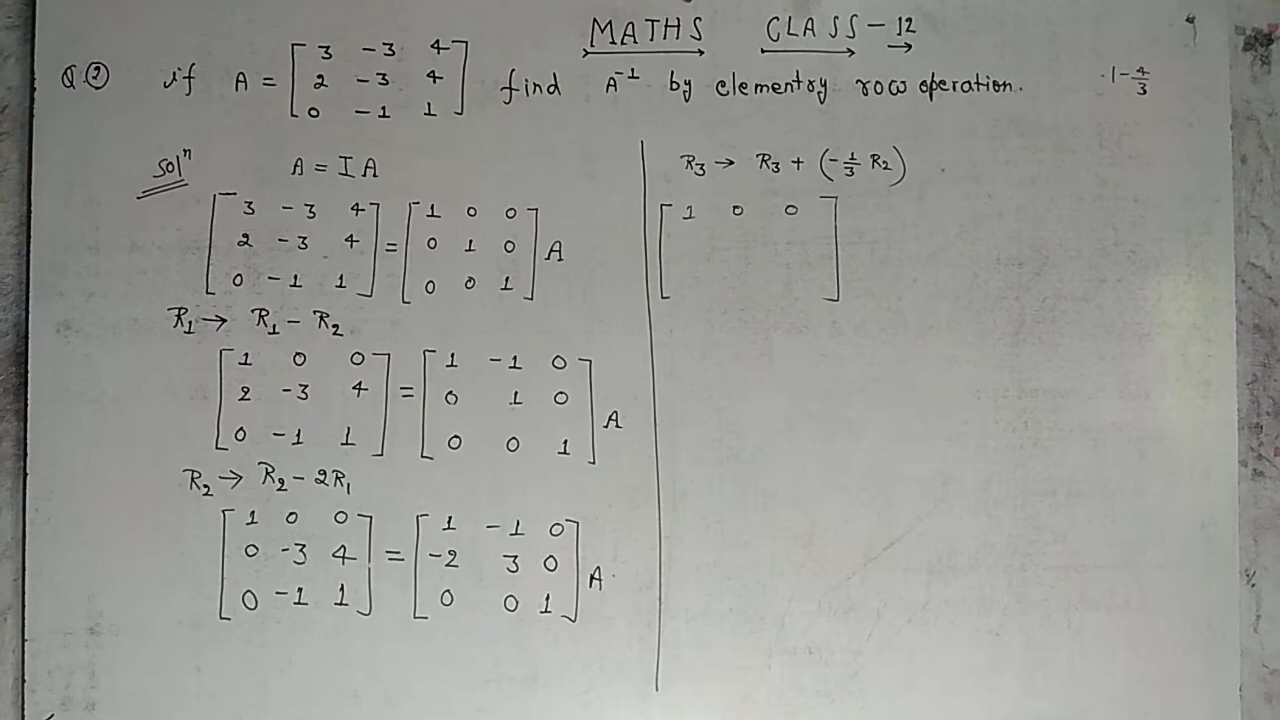 MATHS CLASS - 12
Q ② if A = [3 -3 4; 2 -3 4; 0 -1 1] find A⁻¹ by elementry row operation.
·1-4/3
Solⁿ A = I A
[3 -3 4; 2 -3 4; 0 -1 1] = [1 0 0; 0 1 0; 0 0 1] A
R₁ → R₁ - R₂
[1 0 0; 2 -3 4; 0 -1 1] = [1 -1 0; 0 1 0; 0 0 1] A
R₂ → R₂ - 2R₁
[1 0 0; 0 -3 4; 0 -1 1] = [1 -1 0; -2 3 0; 0 0 1] A.
R₃ → R₃ + (-1/3 R₂)
[1 0 0]